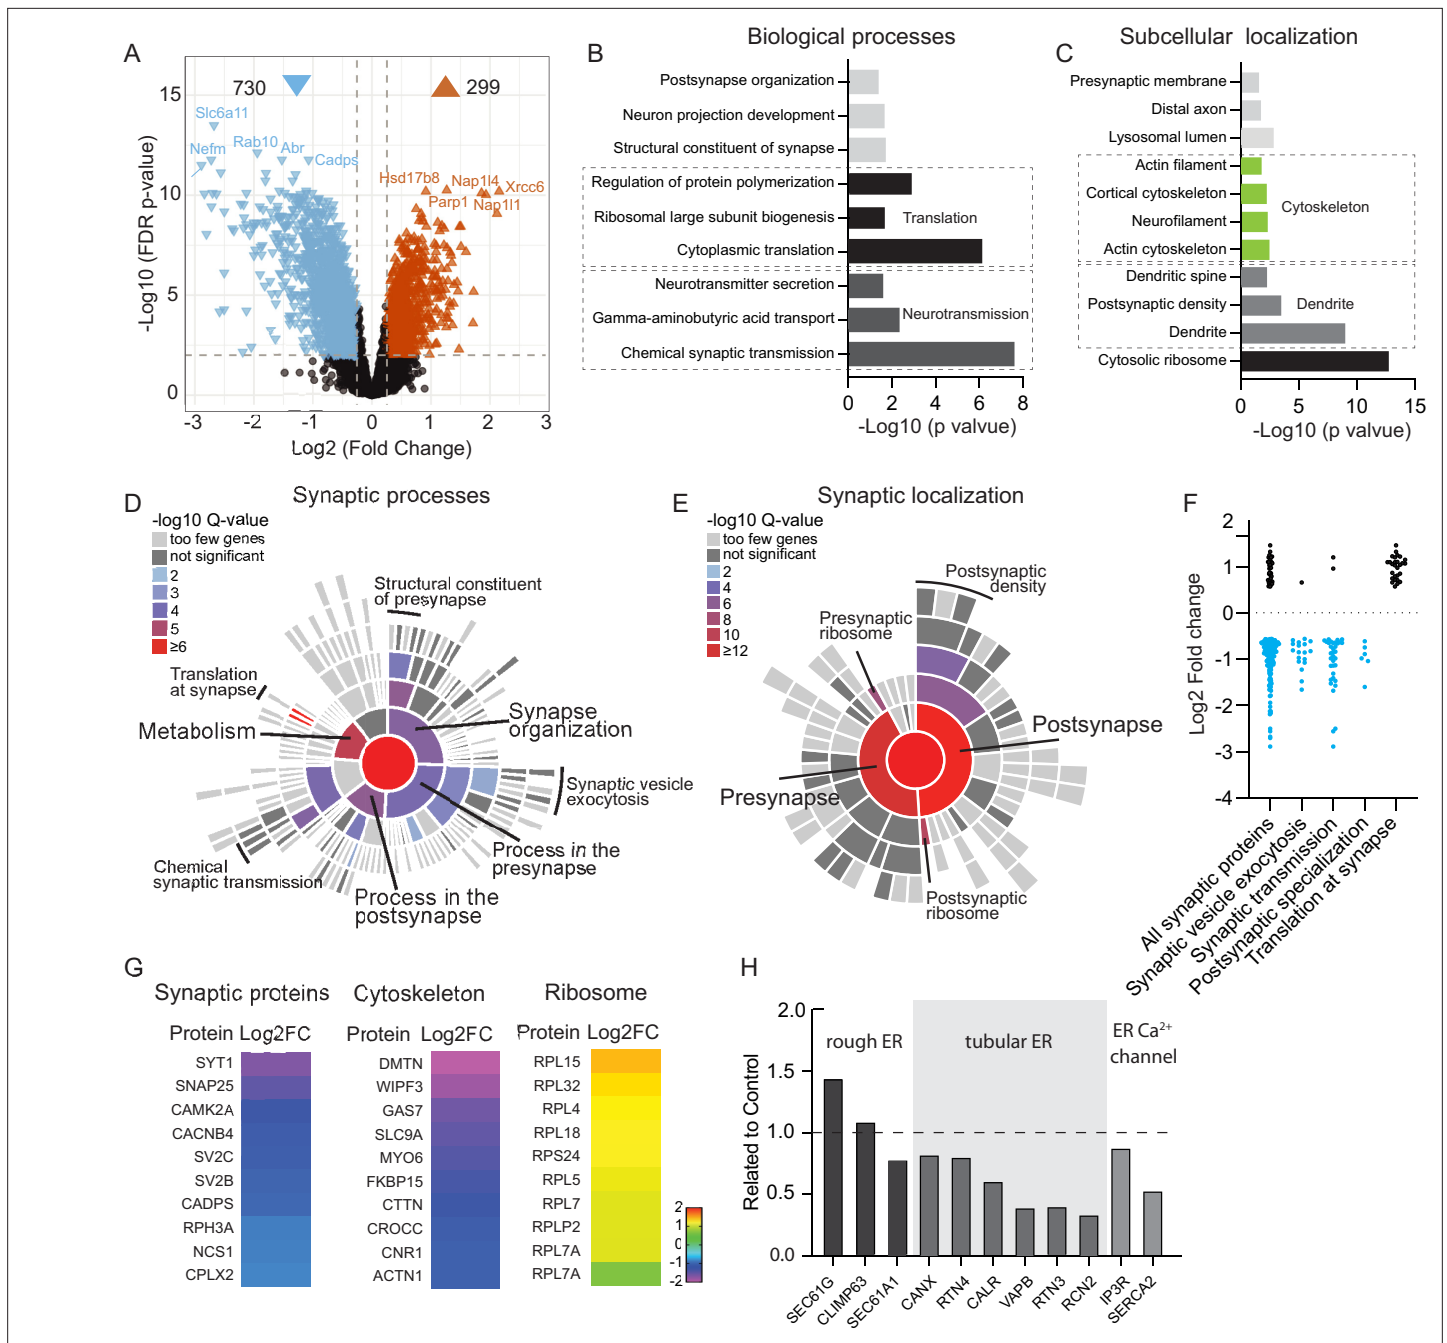 A
730
299
Slc6a11
Nefm
Rab10
Abr
Cadps
Hsd17b8
Nap1l4
Xrcc6
Parp1
Nap1l1
-Log10 (FDR p-value)
15
10
5
0
-3
-2
-1
0
1
2
3
Log2 (Fold Change)
B
Biological processes
Postsynapse organization
Neuron projection development
Structural constituent of synapse
Regulation of protein polymerization
Ribosomal large subunit biogenesis
Cytoplasmic translation
Neurotransmitter secretion
Gamma-aminobutyric acid transport
Chemical synaptic transmission
Translation
Neurotransmission
0 2 4 6 8
-Log10 (p valvue)
C
Subcellular localization
Presynaptic membrane
Distal axon
Lysosomal lumen
Actin filament
Cortical cytoskeleton
Neurofilament
Actin cytoskeleton
Dendritic spine
Postsynaptic density
Dendrite
Cytosolic ribosome
Cytoskeleton
Dendrite
0 5 10 15
-Log10 (p valvue)
D
Synaptic processes
-log10 Q-value
too few genes
not significant
2
3
4
5
≥6
Structural constituent
of presynapse
Translation
at synapse
Metabolism
Synapse
organization
Synaptic vesicle
exocytosis
Process in the
presynapse
Chemical
synaptic transmission
Process in the
postsynapse
E
Synaptic localization
-log10 Q-value
too few genes
not significant
2
4
6
8
10
≥12
Postsynaptic
density
Presynaptic
ribosome
Postsynapse
Presynapse
Postsynaptic
ribosome
F
Log2 Fold change
2
1
0
-1
-2
-3
-4
All synaptic proteins
Synaptic vesicle exocytosis
Synaptic transmission
Postsynaptic specialization
Translation at synapse
G
Synaptic proteins
Protein Log2FC
SYT1
SNAP25
CAMK2A
CACNB4
SV2C
SV2B
CADPS
RPH3A
NCS1
CPLX2
Cytoskeleton
Protein Log2FC
DMTN
WIPF3
GAS7
SLC9A
MYO6
FKBP15
CTTN
CROCC
CNR1
ACTN1
Ribosome
Protein Log2FC
RPL15
RPL32
RPL4
RPL18
RPS24
RPL5
RPL7
RPLP2
RPL7A
RPL7A
2
1
0
-1
-2
H
Related to Control
2.0
1.5
1.0
0.5
0.0
rough ER
tubular ER
ER Ca²⁺
channel
SEC61G
CLIMP63
SEC61A1
CANX
RTN4
CALR
VAPB
RTN3
RCN2
IP3R
SERCA2